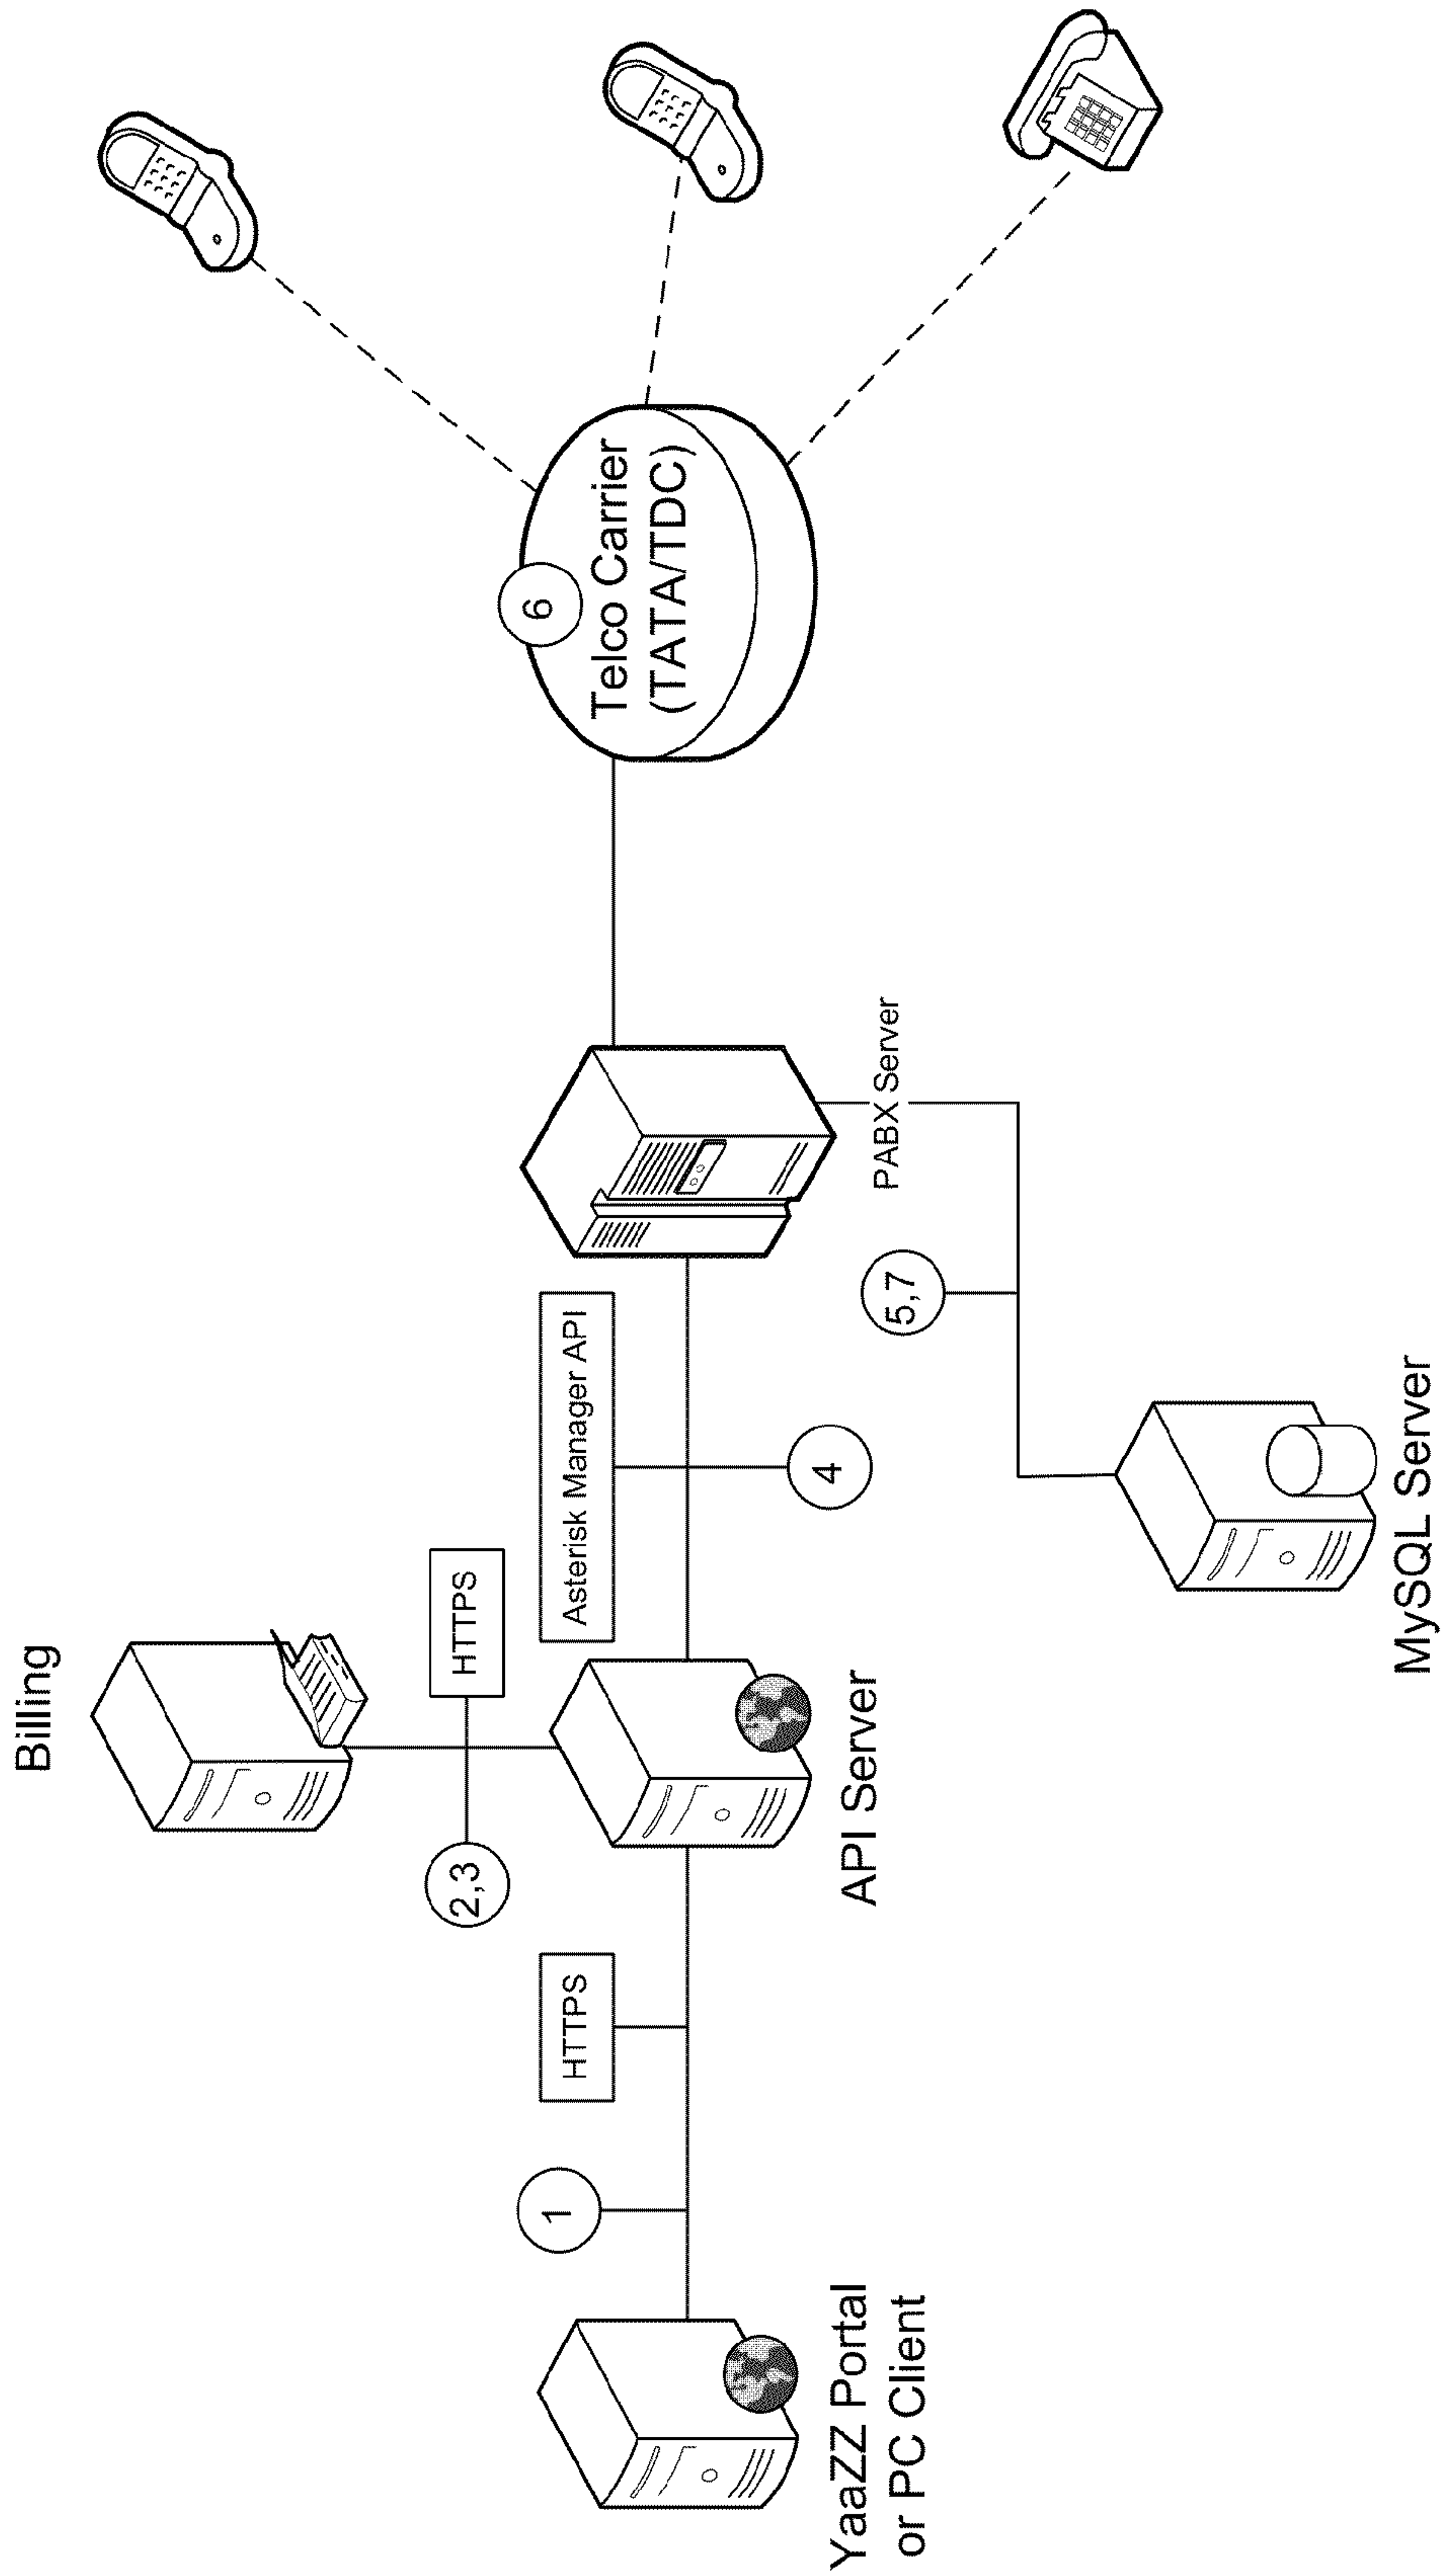 Billing
2,3
HTTPS
1
HTTPS
Asterisk Manager API
4
6
Telco Carrier
(TATA/TDC)
YaaZZ Portal
or PC Client
API Server
5,7
PABX Server
MySQL Server